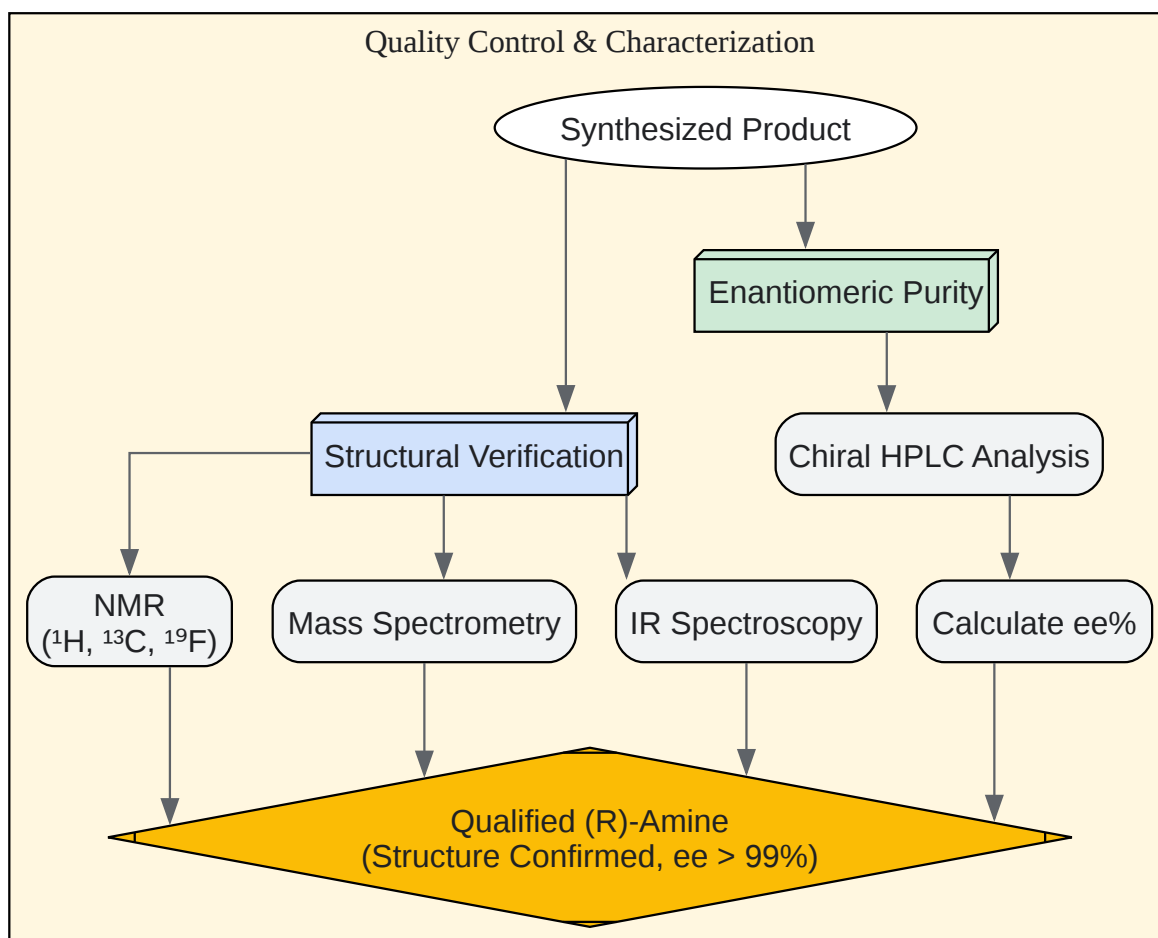 Quality Control & Characterization
Synthesized Product
Enantiomeric Purity
Structural Verification
Chiral HPLC Analysis
NMR
(¹H, ¹³C, ¹⁹F)
Mass Spectrometry
IR Spectroscopy
Calculate ee%
Qualified (R)-Amine
(Structure Confirmed, ee > 99%)